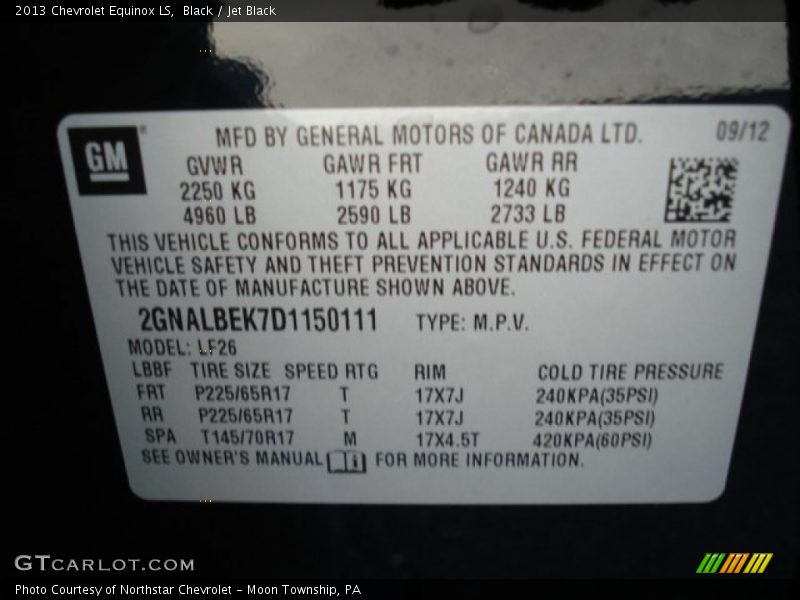 2013 Chevrolet Equinox LS, Black / Jet Black
GM
MFD BY GENERAL MOTORS OF CANADA LTD. 09/12
GVWR GAWR FRT GAWR RR
2250 KG 1175 KG 1240 KG
4960 LB 2590 LB 2733 LB
THIS VEHICLE CONFORMS TO ALL APPLICABLE U.S. FEDERAL MOTOR
VEHICLE SAFETY AND THEFT PREVENTION STANDARDS IN EFFECT ON
THE DATE OF MANUFACTURE SHOWN ABOVE.
2GNALBEK7D1150111 TYPE: M.P.V.
MODEL: LF26
LBBF TIRE SIZE SPEED RTG RIM COLD TIRE PRESSURE
FRT P225/65R17 T 17X7J 240KPA(35PSI)
RR P225/65R17 T 17X7J 240KPA(35PSI)
SPA T145/70R17 M 17X4.5T 420KPA(60PSI)
SEE OWNER'S MANUAL FOR MORE INFORMATION.
GTCARLOT.COM
Photo Courtesy of Northstar Chevrolet - Moon Township, PA